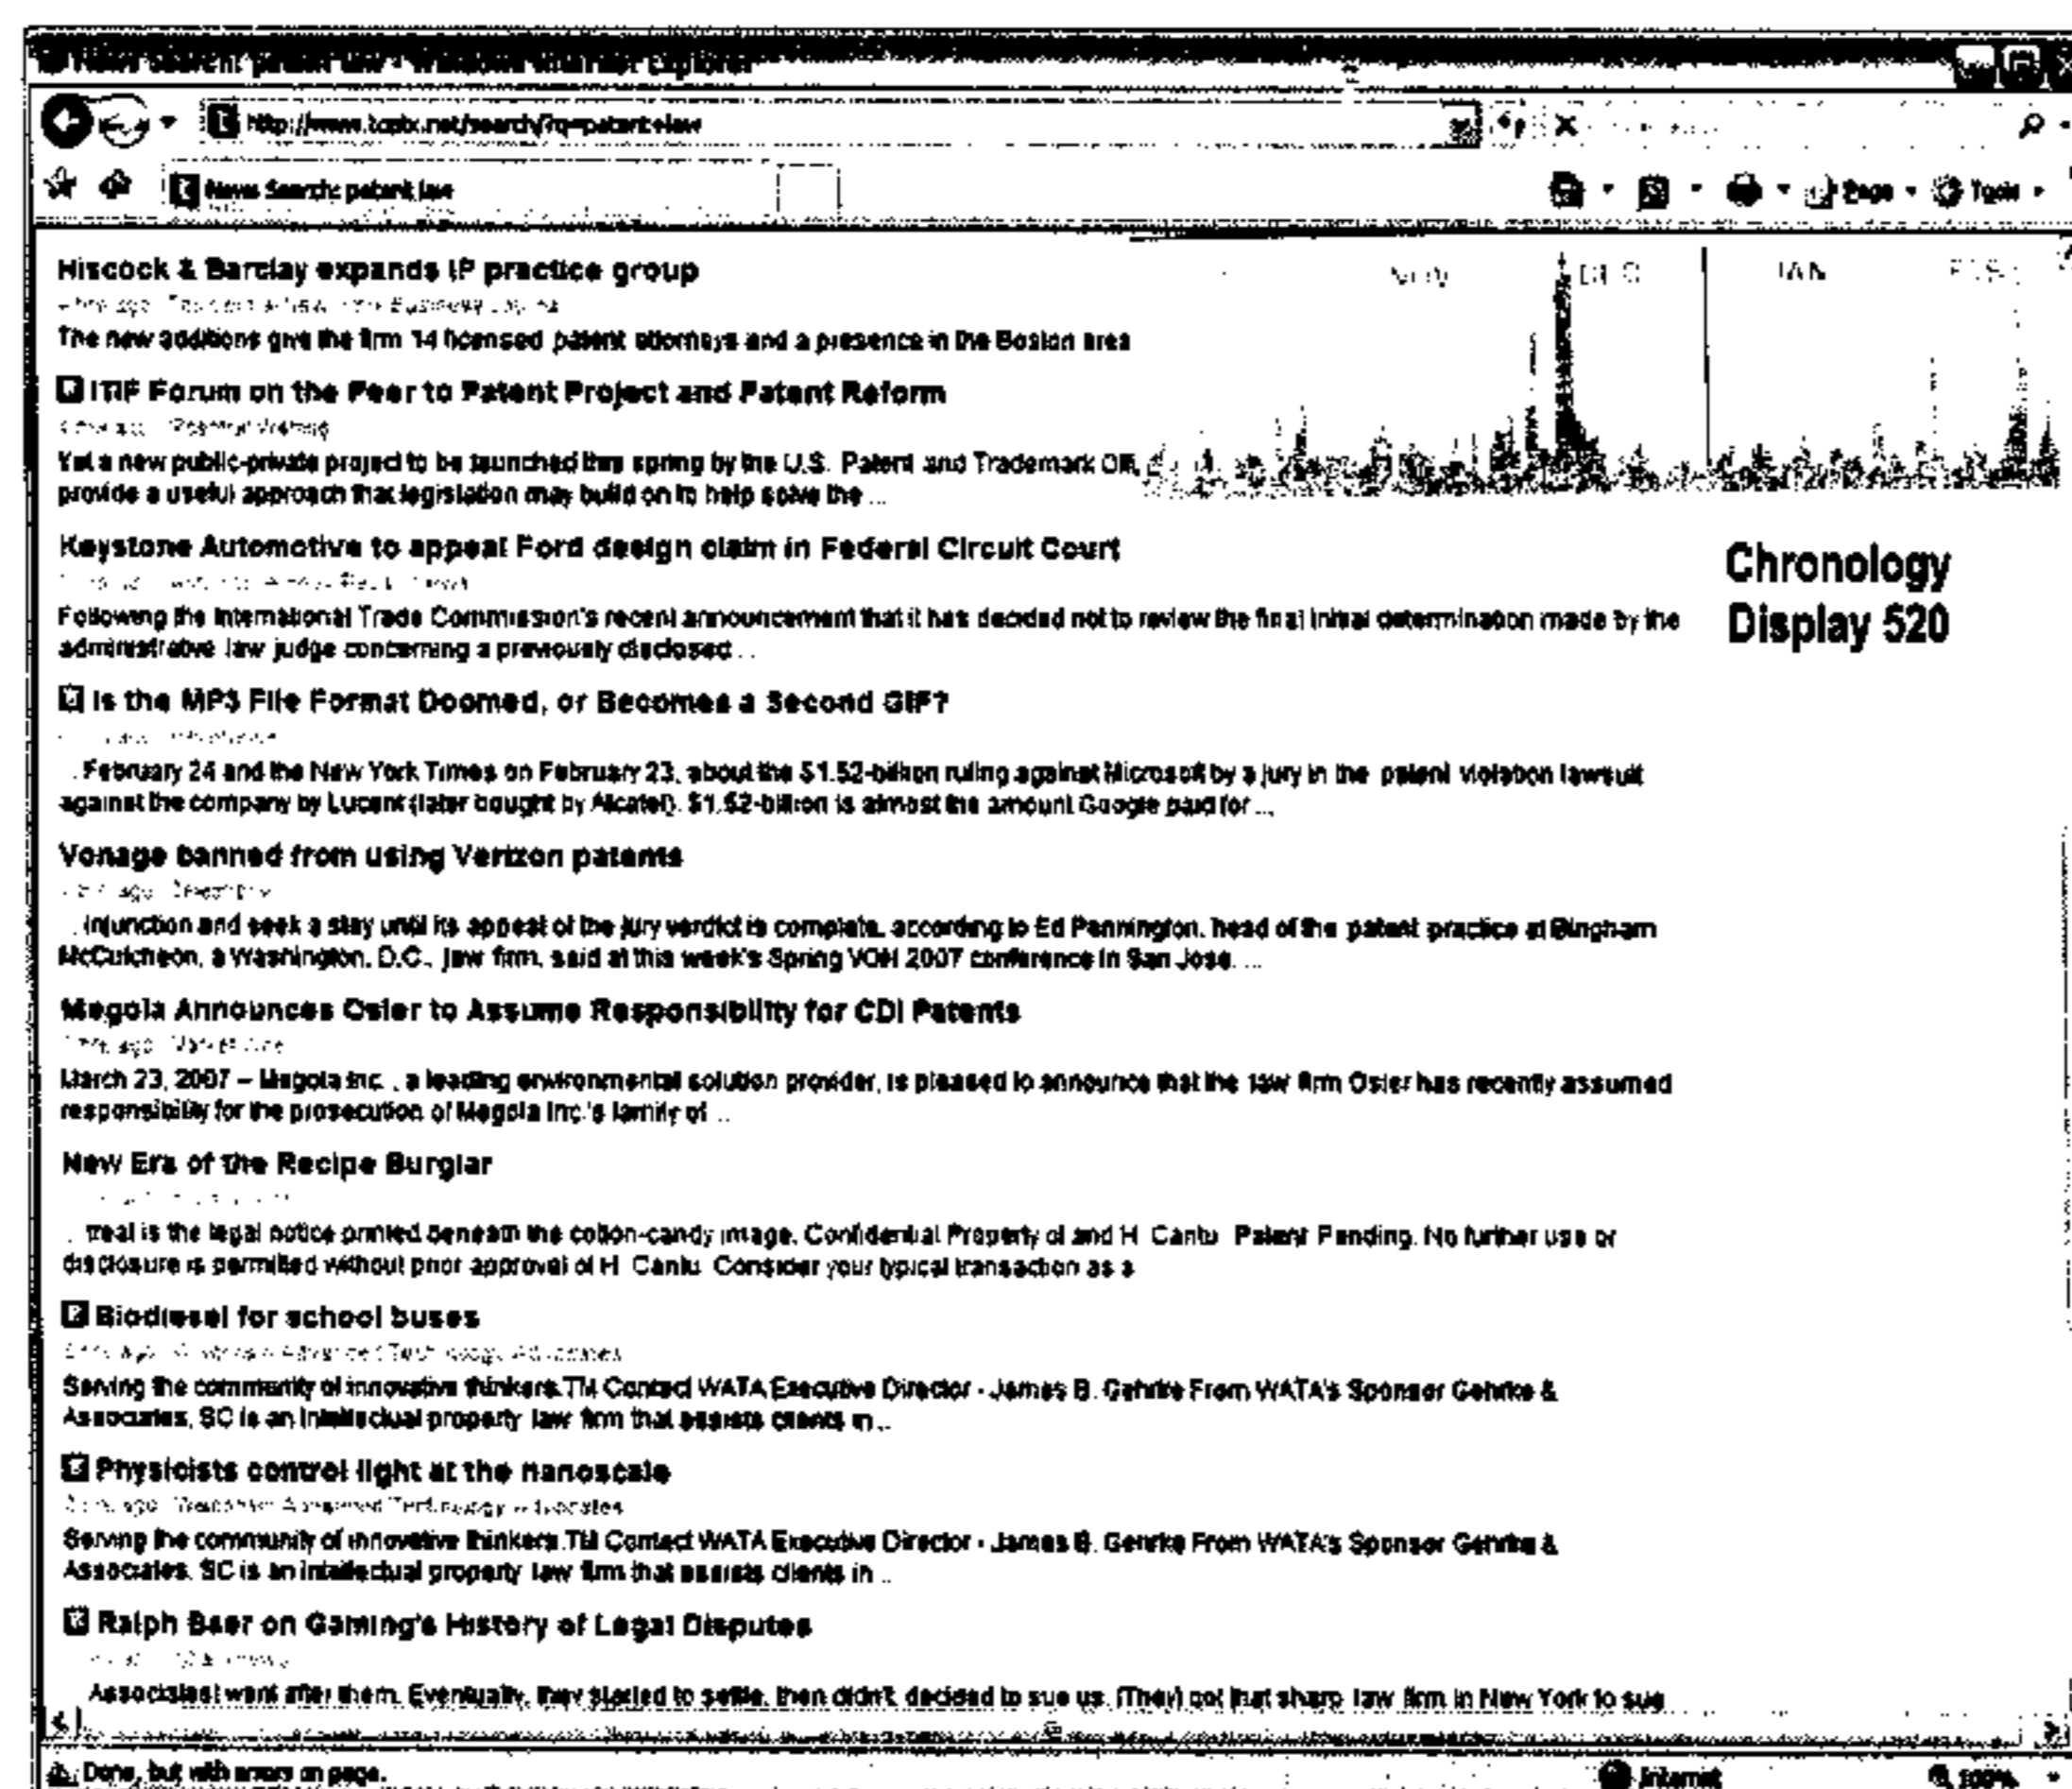 News Search: patent law - Windows Internet Explorer
http://www.topix.net/search/?q=patent+law
News Search: patent law
Page Tools
Hiscock & Barclay expands IP practice group
NOV DEC JAN FEB
The new additions give the firm 14 licensed patent attorneys and a presence in the Boston area
ITIF Forum on the Peer to Patent Project and Patent Reform
Yet a new public-private project to be launched this spring by the U.S. Patent and Trademark Offi
provide a useful approach that legislation may build on to help solve the ...
Keystone Automotive to appeal Ford design claim in Federal Circuit Court
Chronology
Display 520
Following the International Trade Commission's recent announcement that it has decided not to review the final initial determination made by the
administrative law judge concerning a previously disclosed ...
Is the MP3 File Format Doomed, or Becomes a Second GIF?
. February 24 and the New York Times on February 23, about the $1.52-billion ruling against Microsoft by a jury in the patent violation lawsuit
against the company by Lucent (later bought by Alcatel). $1.52-billion is almost the amount Google paid for ...
Vonage banned from using Verizon patents
. injunction and seek a stay until its appeal of the jury verdict is complete, according to Ed Pennington, head of the patent practice at Bingham
McCutcheon, a Washington, D.C., law firm, said at this week's Spring VON 2007 conference in San Jose. ...
Megola Announces Osler to Assume Responsibility for CDI Patents
March 23, 2007 – Megola Inc. , a leading environmental solution provider, is pleased to announce that the law firm Osler has recently assumed
responsibility for the prosecution of Megola Inc.'s family of ...
New Era of the Recipe Burglar
. treal is the legal notice printed beneath the cotton-candy image, Confidential Property of and H. Cantu. Patent Pending. No further use or
disclosure is permitted without prior approval of H. Cantu. Consider your typical transaction as a
Biodiesel for school buses
Serving the community of innovative thinkers.TM Contact WATA Executive Director - James B. Gehrke From WATA's Sponsor Gehrke &
Associates, SC is an intellectual property law firm that assists clients in ...
Physicists control light at the nanoscale
Serving the community of innovative thinkers.TM Contact WATA Executive Director - James B. Gehrke From WATA's Sponsor Gehrke &
Associates, SC is an intellectual property law firm that assists clients in ...
Ralph Baer on Gaming's History of Legal Disputes
Associates] went after them. Eventually, they started to settle, then didn't, decided to sue us. [They] got that sharp law firm in New York to sue
Done, but with errors on page.
Internet 100%